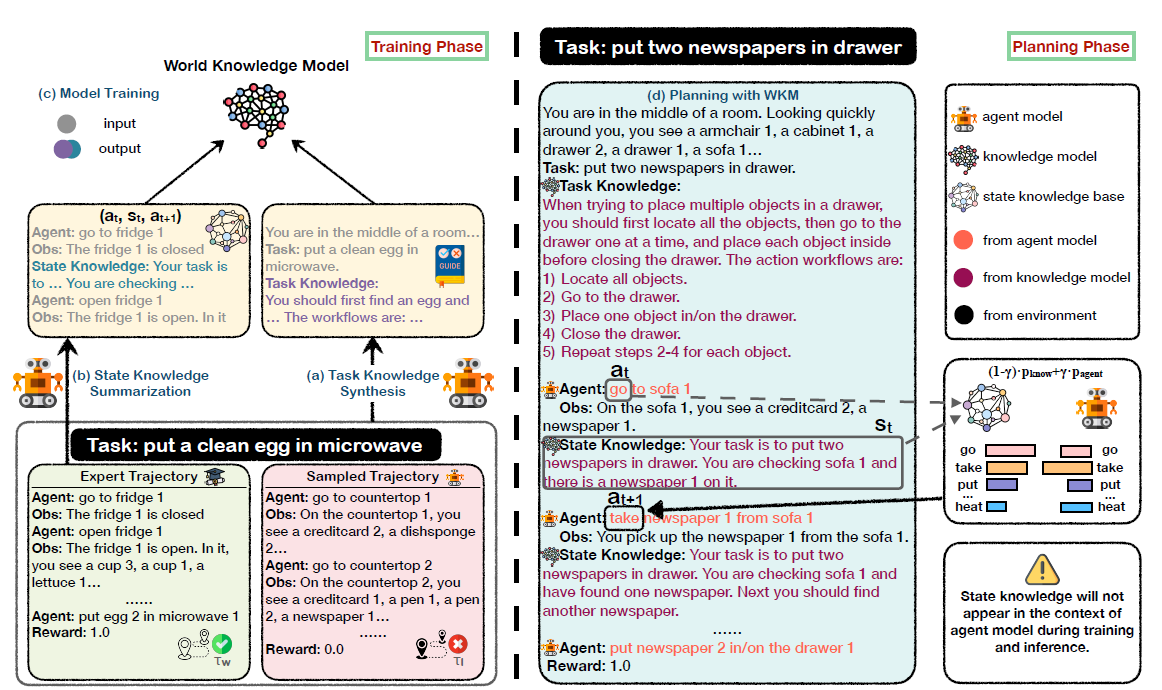 Training Phase
World Knowledge Model
(c) Model Training
input
output
(at, st, at+1)
Agent: go to fridge 1
Obs: The fridge 1 is closed
State Knowledge: Your task is
to … You are checking …
Agent: open fridge 1
Obs: The fridge 1 is open. In it
You are in the middle of a room…
Task: put a clean egg in
microwave.
GUIDE
Task Knowledge:
You should first find an egg and
… The workflows are: …
(b) State Knowledge
Summarization
(a) Task Knowledge
Synthesis
Task: put a clean egg in microwave
Expert Trajectory
Agent: go to fridge 1
Obs: The fridge 1 is closed
Agent: open fridge 1
Obs: The fridge 1 is open. In it,
you see a cup 3, a cup 1, a
lettuce 1…
……
Agent: put egg 2 in microwave 1
Reward: 1.0
τw
Sampled Trajectory
Agent: go to countertop 1
Obs: On the countertop 1, you
see a creditcard 2, a dishsponge
2…
Agent: go to countertop 2
Obs: On the countertop 2, you
see a creditcard 1, a pen 1, a pen
2, a newspaper 1…
……
Reward: 0.0
τl
Task: put two newspapers in drawer
(d) Planning with WKM
You are in the middle of a room. Looking quickly
around you, you see a armchair 1, a cabinet 1, a
drawer 2, a drawer 1, a sofa 1…
Task: put two newspapers in drawer.
Task Knowledge:
When trying to place multiple objects in a drawer,
you should first locate all the objects, then go to the
drawer one at a time, and place each object inside
before closing the drawer. The action workflows are:
1) Locate all objects.
2) Go to the drawer.
3) Place one object in/on the drawer.
4) Close the drawer.
5) Repeat steps 2-4 for each object.
at
Agent: go to sofa 1
Obs: On the sofa 1, you see a creditcard 2, a
newspaper 1.
st
State Knowledge: Your task is to put two
newspapers in drawer. You are checking sofa 1 and
there is a newspaper 1 on it.
at+1
Agent: take newspaper 1 from sofa 1
Obs: You pick up the newspaper 1 from the sofa 1.
State Knowledge: Your task is to put two
newspapers in drawer. You are checking sofa 1 and
have found one newspaper. Next you should find
another newspaper.
……
Agent: put newspaper 2 in/on the drawer 1
Reward: 1.0
Planning Phase
agent model
knowledge model
state knowledge base
from agent model
from knowledge model
from environment
(1-γ)·pknow+γ·pagent
go go
take take
put put
... ...
heat heat
State knowledge will not
appear in the context of
agent model during training
and inference.